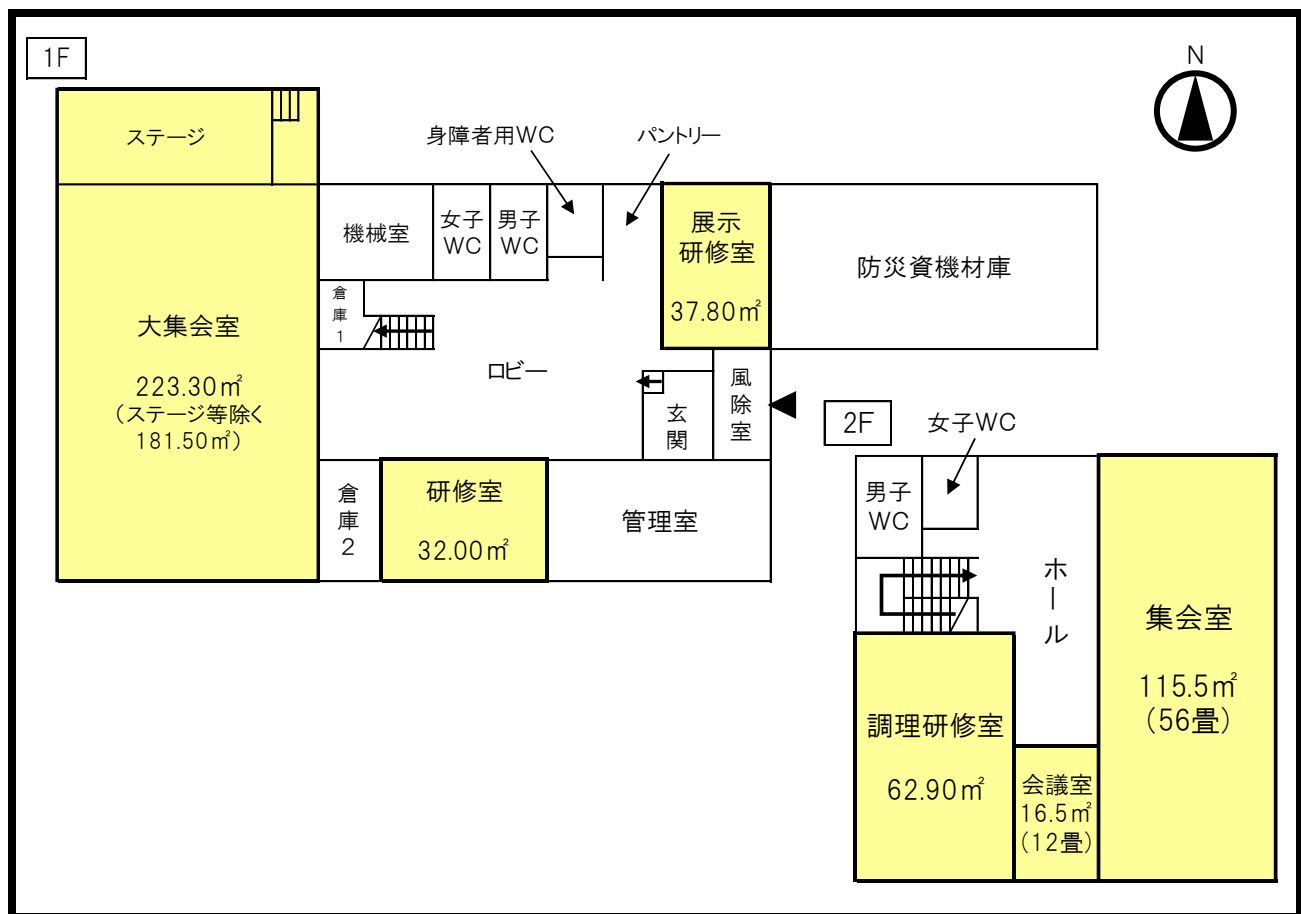 1F
N
ステージ
身障者用WC
パントリー
機械室
女子
WC
男子
WC
展示
研修室
37.80㎡
防災資機材庫
倉
庫
1
大集会室
223.30㎡
(ステージ等除く
181.50㎡)
ロビー
玄
関
風
除
室
倉
庫
2
研修室
32.00㎡
管理室
2F
女子WC
男子
WC
ホール
集会室
115.5㎡
(56畳)
調理研修室
62.90㎡
会議室
16.5㎡
(12畳)